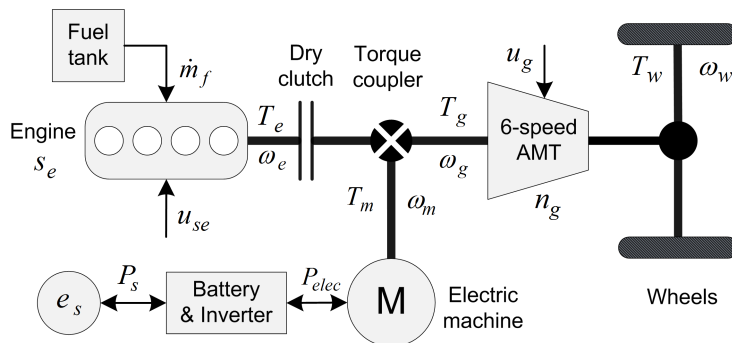 Fuel
tank
ṁ_f
Dry
clutch
Torque
coupler
u_g
T_w
ω_w
Engine
s_e
T_e
ω_e
T_g
ω_g
6-speed
AMT
n_g
u_se
T_m
ω_m
e_s
P_s
Battery
& Inverter
P_elec
M
Electric
machine
Wheels